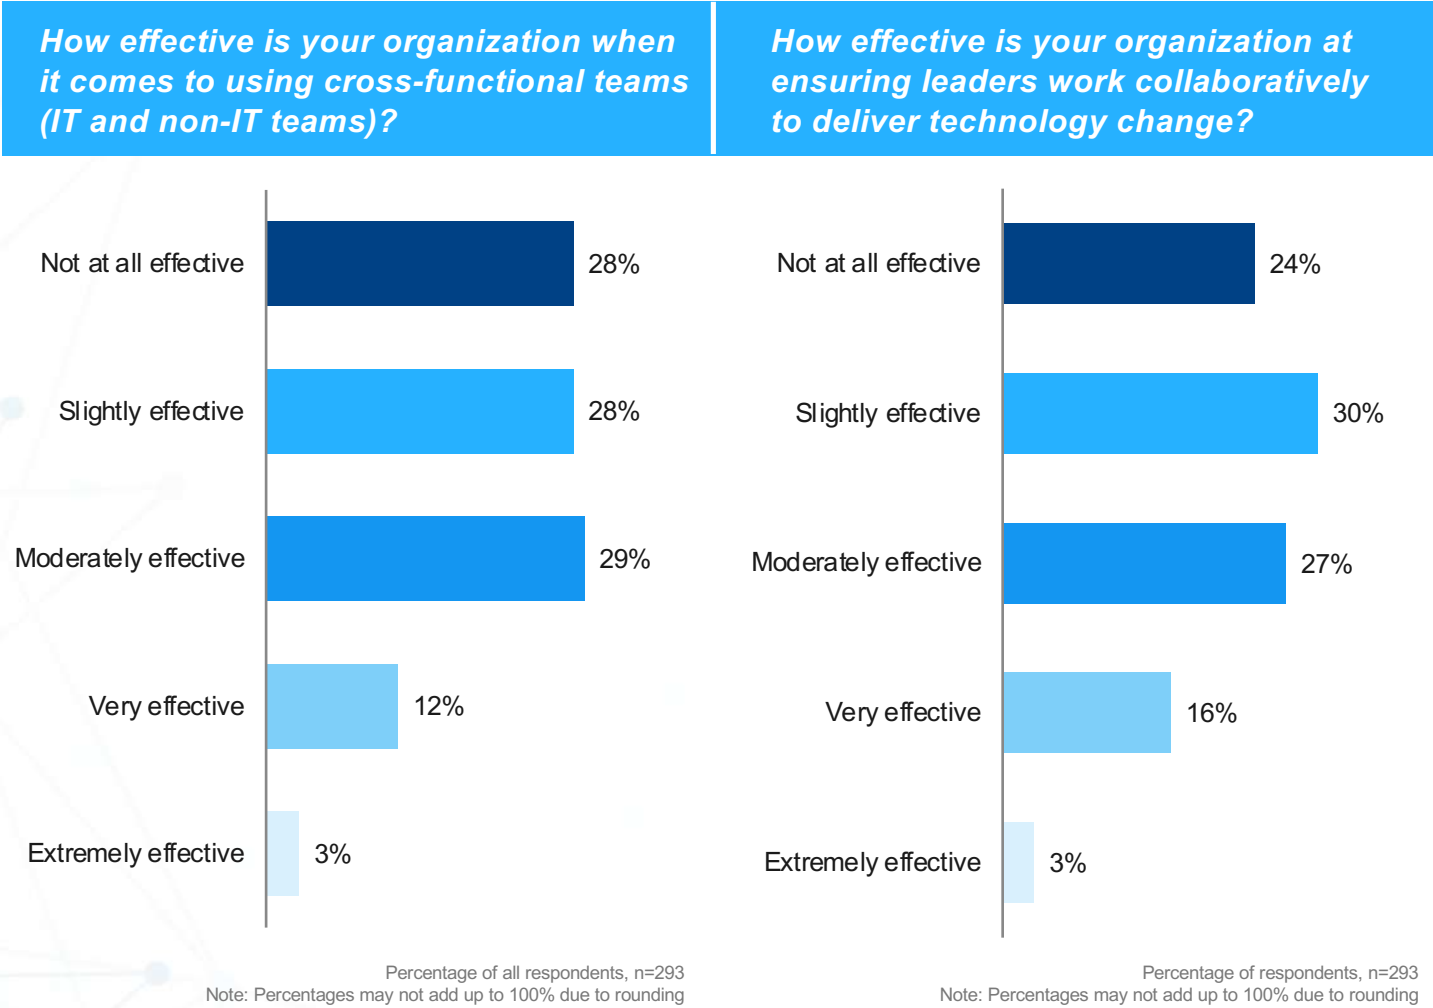 How effective is your organization when
it comes to using cross-functional teams
(IT and non-IT teams)?
Not at all effective
28%
Slightly effective
28%
Moderately effective
29%
Very effective
12%
Extremely effective
3%
Percentage of all respondents, n=293
Note: Percentages may not add up to 100% due to rounding
How effective is your organization at
ensuring leaders work collaboratively
to deliver technology change?
Not at all effective
24%
Slightly effective
30%
Moderately effective
27%
Very effective
16%
Extremely effective
3%
Percentage of respondents, n=293
Note: Percentages may not add up to 100% due to rounding